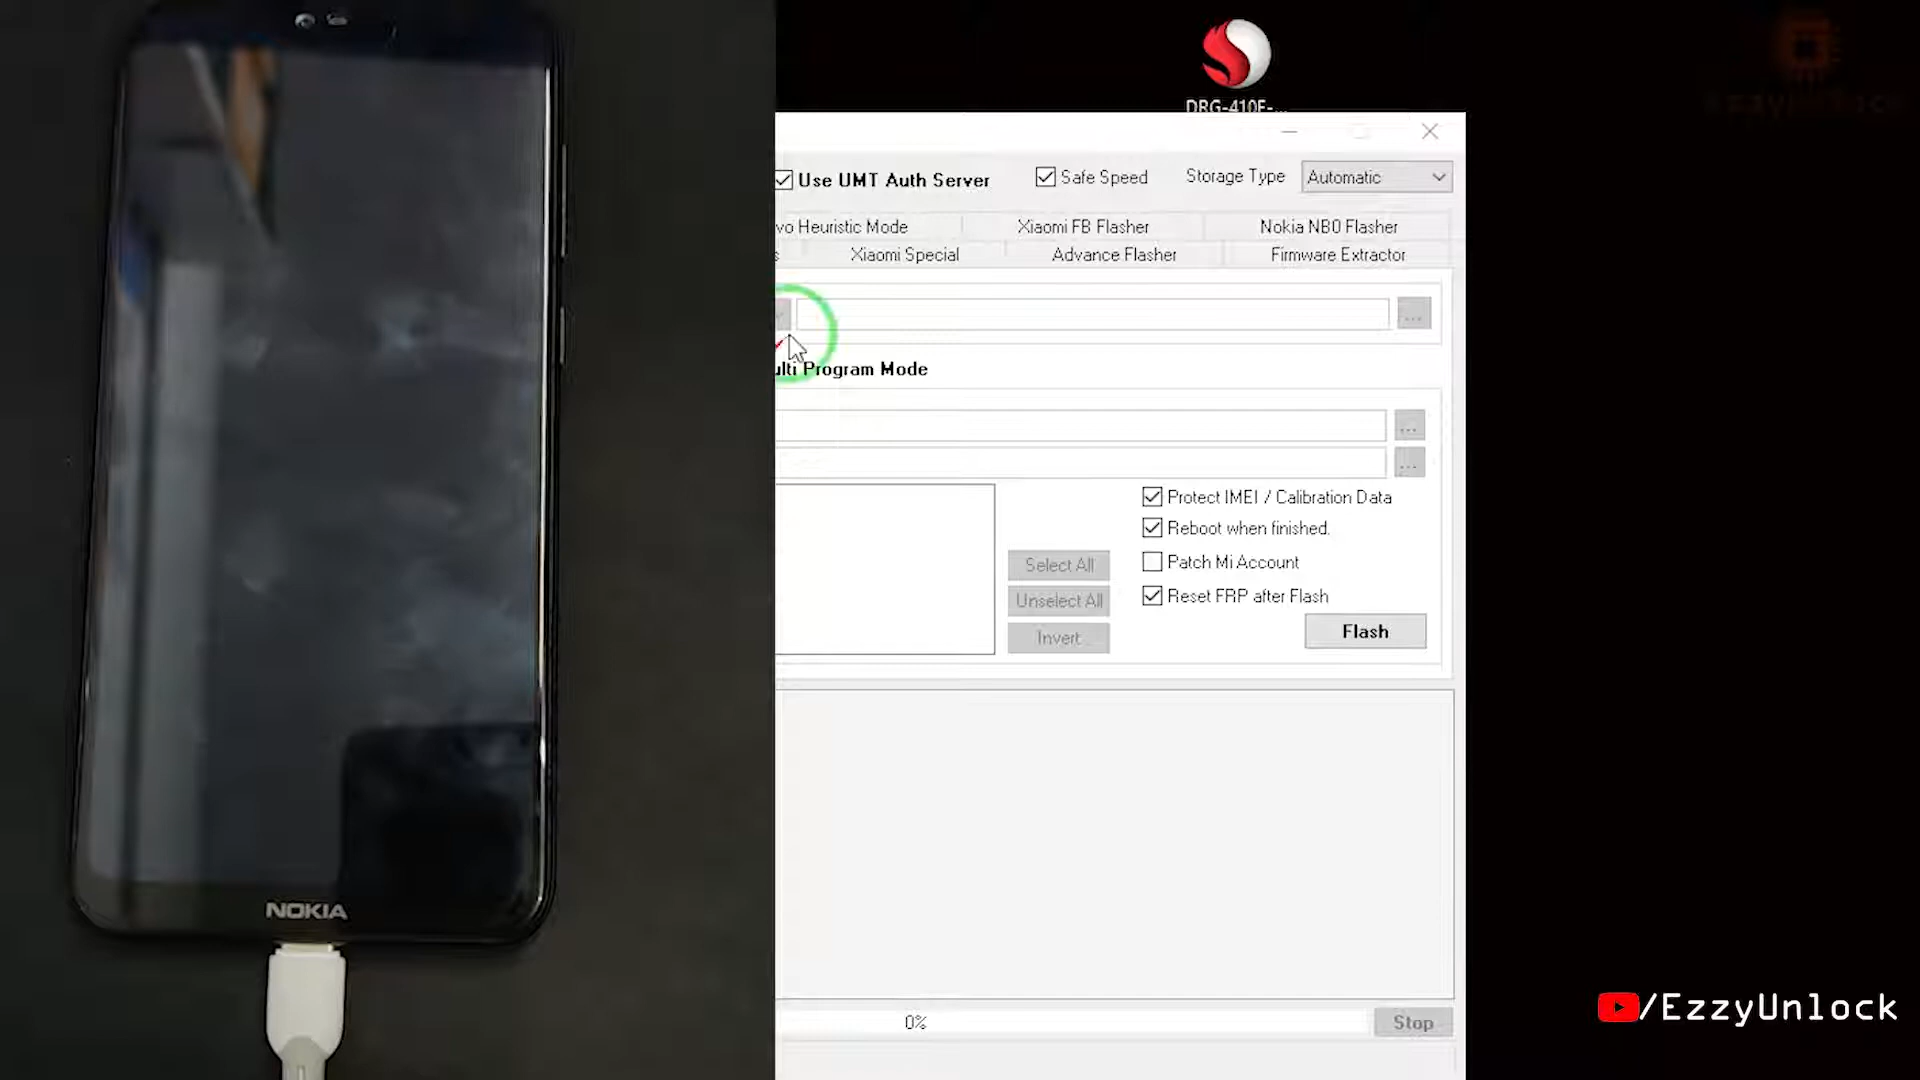 DRG-410F-...
Use UMT Auth Server
Safe Speed
Storage Type
Automatic
vo Heuristic Mode
Xiaomi FB Flasher
Nokia NB0 Flasher
s
Xiaomi Special
Advance Flasher
Firmware Extractor
...
ulti Program Mode
...
...
Protect IMEI / Calibration Data
Reboot when finished.
Select All
Patch Mi Account
Unselect All
Reset FRP after Flash
Invert
Flash
NOKIA
/EzzyUnlock
0%
Stop